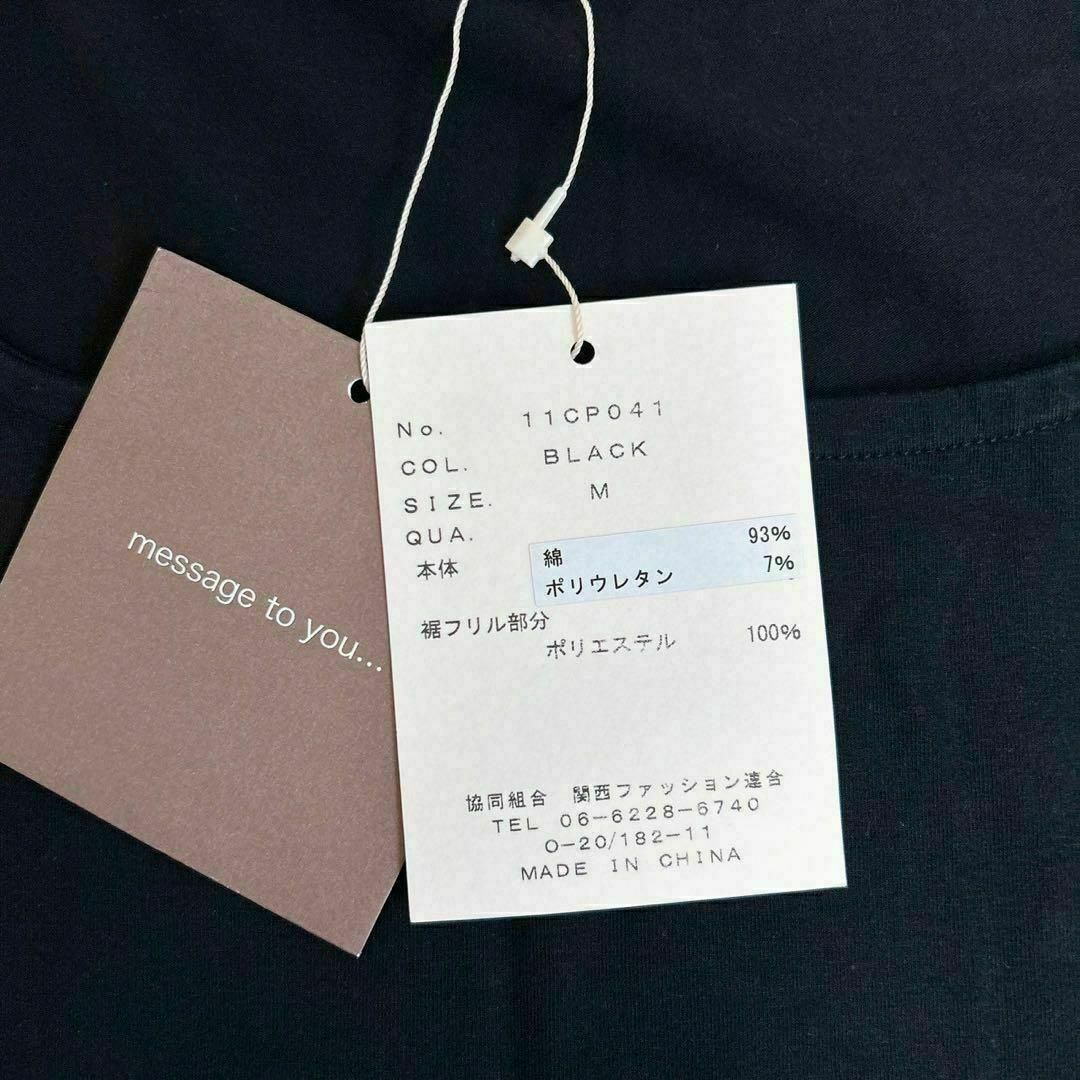 message to you...
No. 11CP041
COL. BLACK
SIZE. M
QUA.
本体 綿 93%
ポリウレタン 7%
裾フリル部分
ポリエステル 100%
協同組合 関西ファッション連合
TEL 06-6228-6740
O-20/182-11
MADE IN CHINA